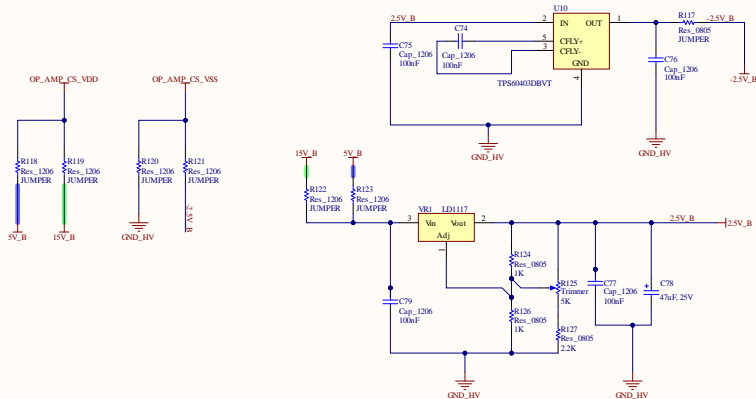 U10
2.5V_B
2
IN
OUT
1
R117
-2.5V_B
Res_0805
JUMPER
C75
Cap_1206
100nF
C74
Cap_1206
100nF
5
CFLY+
3
CFLY-
GND
4
TPS60403DBVT
C76
Cap_1206
100nF
-2.5V_B
GND_HV
GND_HV
OP_AMP_CS_VDD
OP_AMP_CS_VSS
R118
Res_1206
JUMPER
R119
Res_1206
JUMPER
R120
Res_1206
JUMPER
R121
Res_1206
JUMPER
5V_B
15V_B
GND_HV
-2.5V_B
15V_B
5V_B
R122
Res_1206
JUMPER
R123
Res_1206
JUMPER
VR1
LD1117
3
Vin
Vout
2
Adj
1
2.5V_B
2.5V_B
C79
Cap_1206
100nF
R124
Res_0805
1K
R125
Trimmer
5K
R126
Res_0805
1K
R127
Res_0805
2.2K
C77
Cap_1206
100nF
C78
47uF, 25V
GND_HV
GND_HV